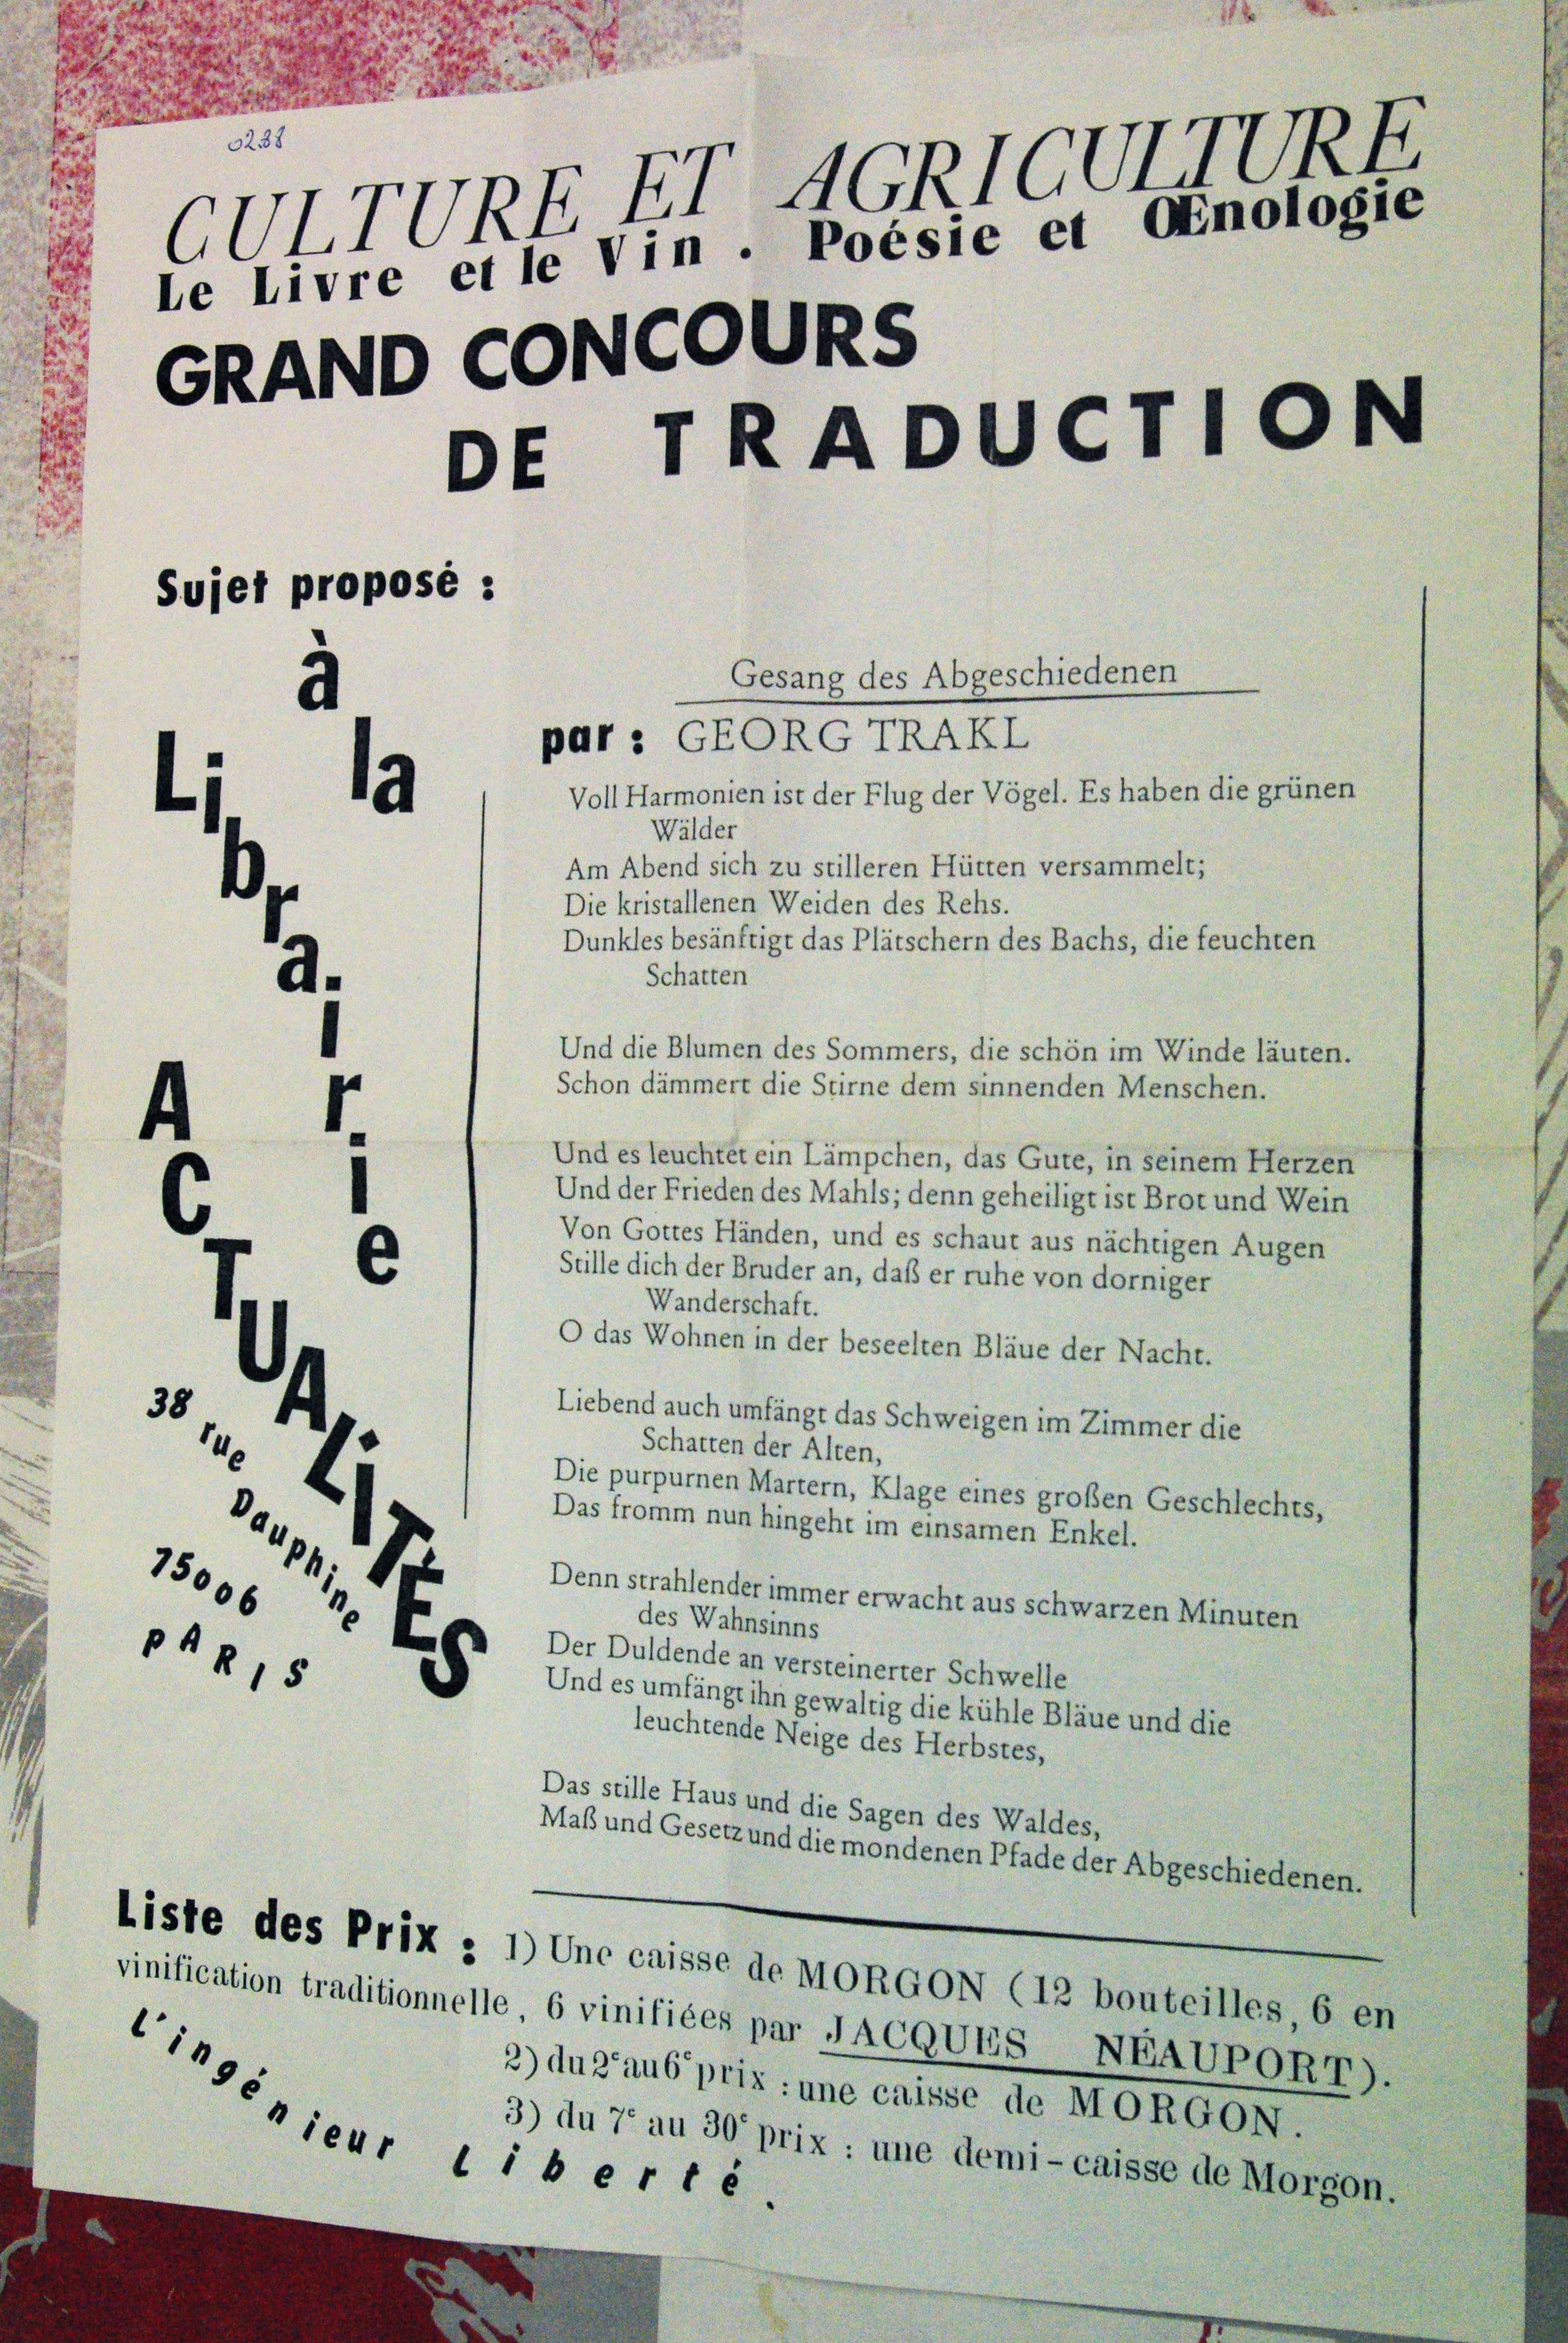 0238
CULTURE ET AGRICULTURE
Le Livre et le Vin . Poésie et Œnologie
GRAND CONCOURS
DE TRADUCTION
Sujet proposé :
à
la
Librairie
ACTUALITÉS
38 rue Dauphine
75006
PARIS
Gesang des Abgeschiedenen
par : GEORG TRAKL
Voll Harmonien ist der Flug der Vögel. Es haben die grünen
Wälder
Am Abend sich zu stilleren Hütten versammelt;
Die kristallenen Weiden des Rehs.
Dunkles besänftigt das Plätschern des Bachs, die feuchten
Schatten
Und die Blumen des Sommers, die schön im Winde läuten.
Schon dämmert die Stirne dem sinnenden Menschen.
Und es leuchtet ein Lämpchen, das Gute, in seinem Herzen
Und der Frieden des Mahls; denn geheiligt ist Brot und Wein
Von Gottes Händen, und es schaut aus nächtigen Augen
Stille dich der Bruder an, daß er ruhe von dorniger
Wanderschaft.
O das Wohnen in der beseelten Bläue der Nacht.
Liebend auch umfängt das Schweigen im Zimmer die
Schatten der Alten,
Die purpurnen Martern, Klage eines großen Geschlechts,
Das fromm nun hingeht im einsamen Enkel.
Denn strahlender immer erwacht aus schwarzen Minuten
des Wahnsinns
Der Duldende an versteinerter Schwelle
Und es umfängt ihn gewaltig die kühle Bläue und die
leuchtende Neige des Herbstes,
Das stille Haus und die Sagen des Waldes,
Maß und Gesetz und die mondenen Pfade der Abgeschiedenen.
Liste des Prix : 1) Une caisse de MORGON (12 bouteilles, 6 en
vinification traditionnelle, 6 vinifiées par JACQUES NÉAUPORT).
2) du 2e au 6e prix : une caisse de MORGON.
3) du 7e au 30e prix : une demi-caisse de Morgon.
l'ingénieur liberté.